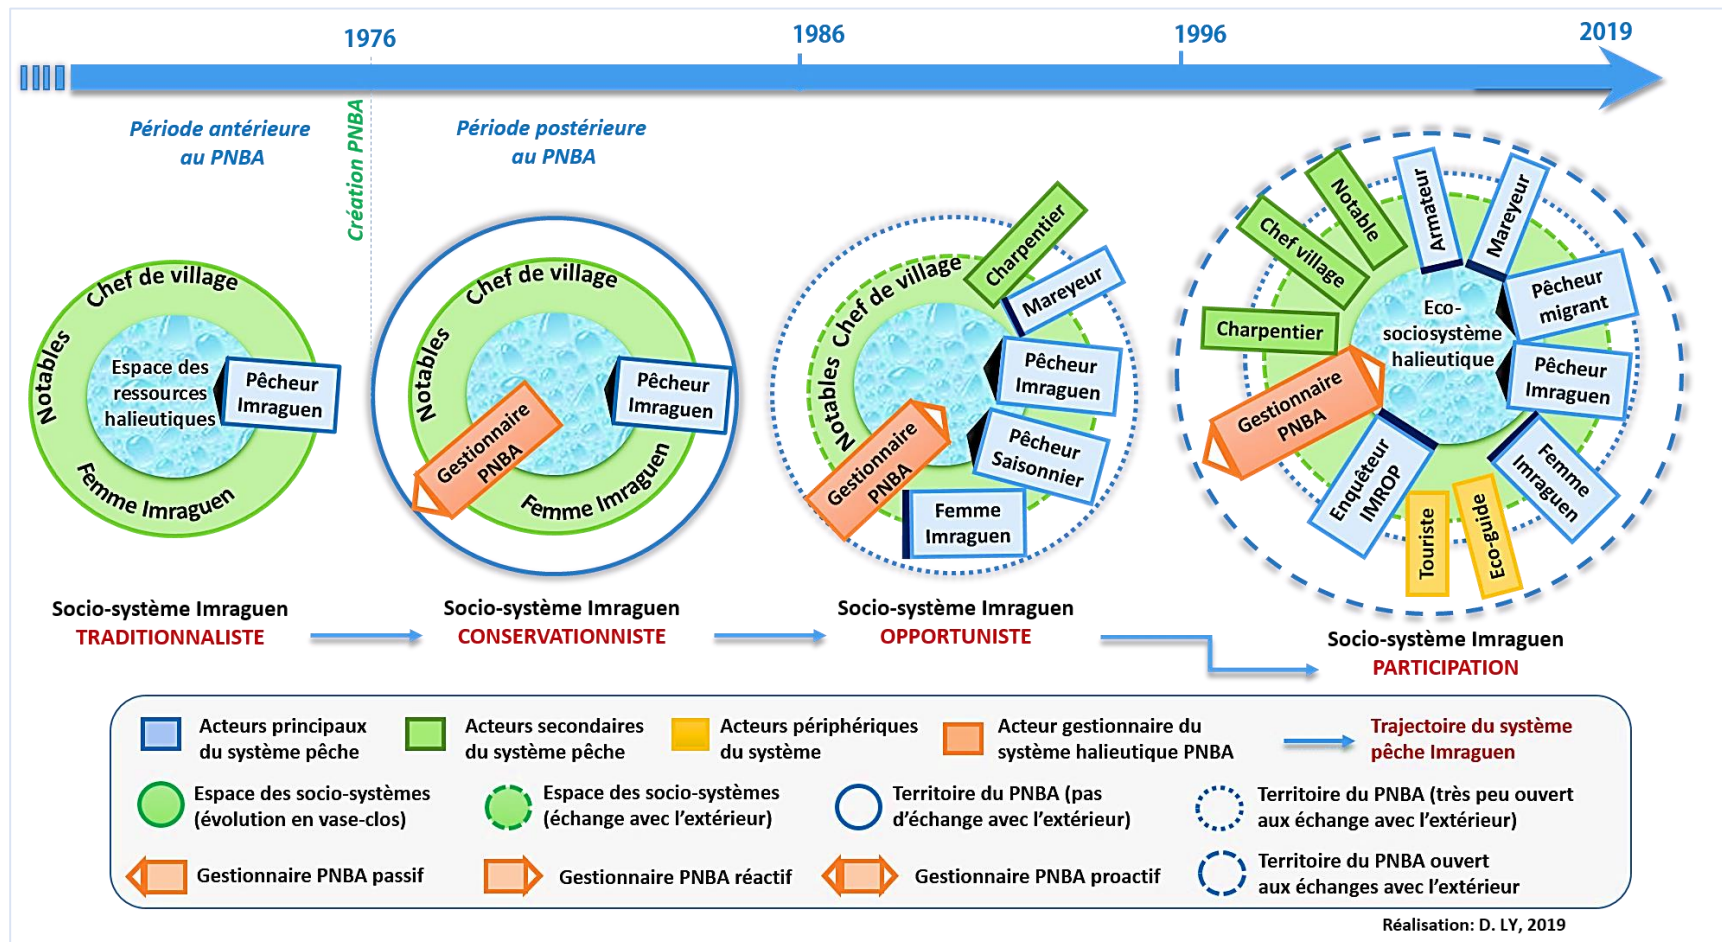 1976
1986
1996
2019
Période antérieure
au PNBA
Création PNBA
Période postérieure
au PNBA
Chef de village
Notables
Espace des
ressources
halieutiques
Pêcheur
Imraguen
Femme Imraguen
Chef de village
Notables
Pêcheur
Imraguen
Gestionnaire
PNBA
Femme Imraguen
Charpentier
Chef de village
Mareyeur
Notables
Pêcheur
Imraguen
Gestionnaire
PNBA
Pêcheur
Saisonnier
Femme
Imraguen
Notable
Armateur
Mareyeur
Chef village
Pêcheur
migrant
Charpentier
Eco-
sociosystème
halieutique
Pêcheur
Imraguen
Gestionnaire
PNBA
Enquêteur
IMROP
Touriste
Eco-guide
Femme
Imraguen
Socio-système Imraguen
TRADITIONNALISTE
Socio-système Imraguen
CONSERVATIONNISTE
Socio-système Imraguen
OPPORTUNISTE
Socio-système Imraguen
PARTICIPATION
Acteurs principaux
du système pêche
Acteurs secondaires
du système pêche
Acteurs périphériques
du système
Acteur gestionnaire du
système halieutique PNBA
Trajectoire du système
pêche Imraguen
Espace des socio-systèmes
(évolution en vase-clos)
Espace des socio-systèmes
(échange avec l'extérieur)
Territoire du PNBA (pas
d'échange avec l'extérieur)
Territoire du PNBA (très peu ouvert
aux échange avec l'extérieur)
Gestionnaire PNBA passif
Gestionnaire PNBA réactif
Gestionnaire PNBA proactif
Territoire du PNBA ouvert
aux échanges avec l'extérieur
Réalisation: D. LY, 2019